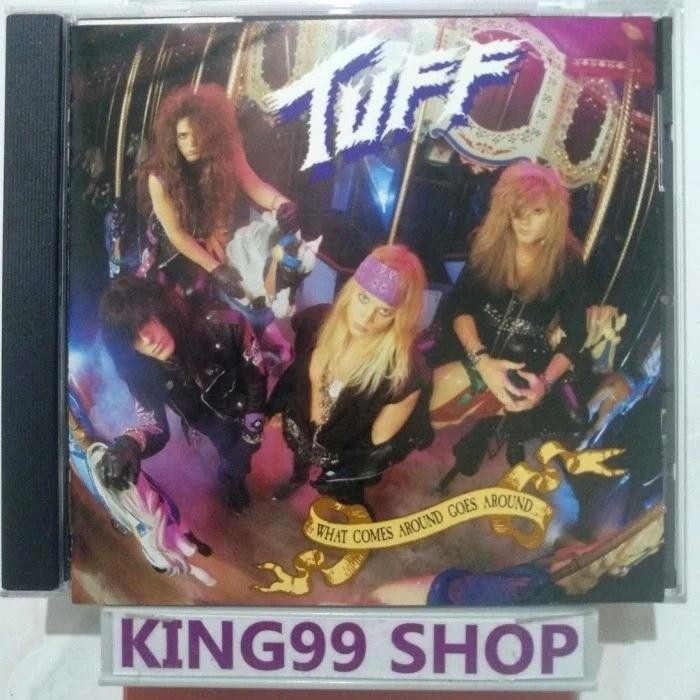 TUFF
WHAT COMES AROUND GOES AROUND
KING99 SHOP